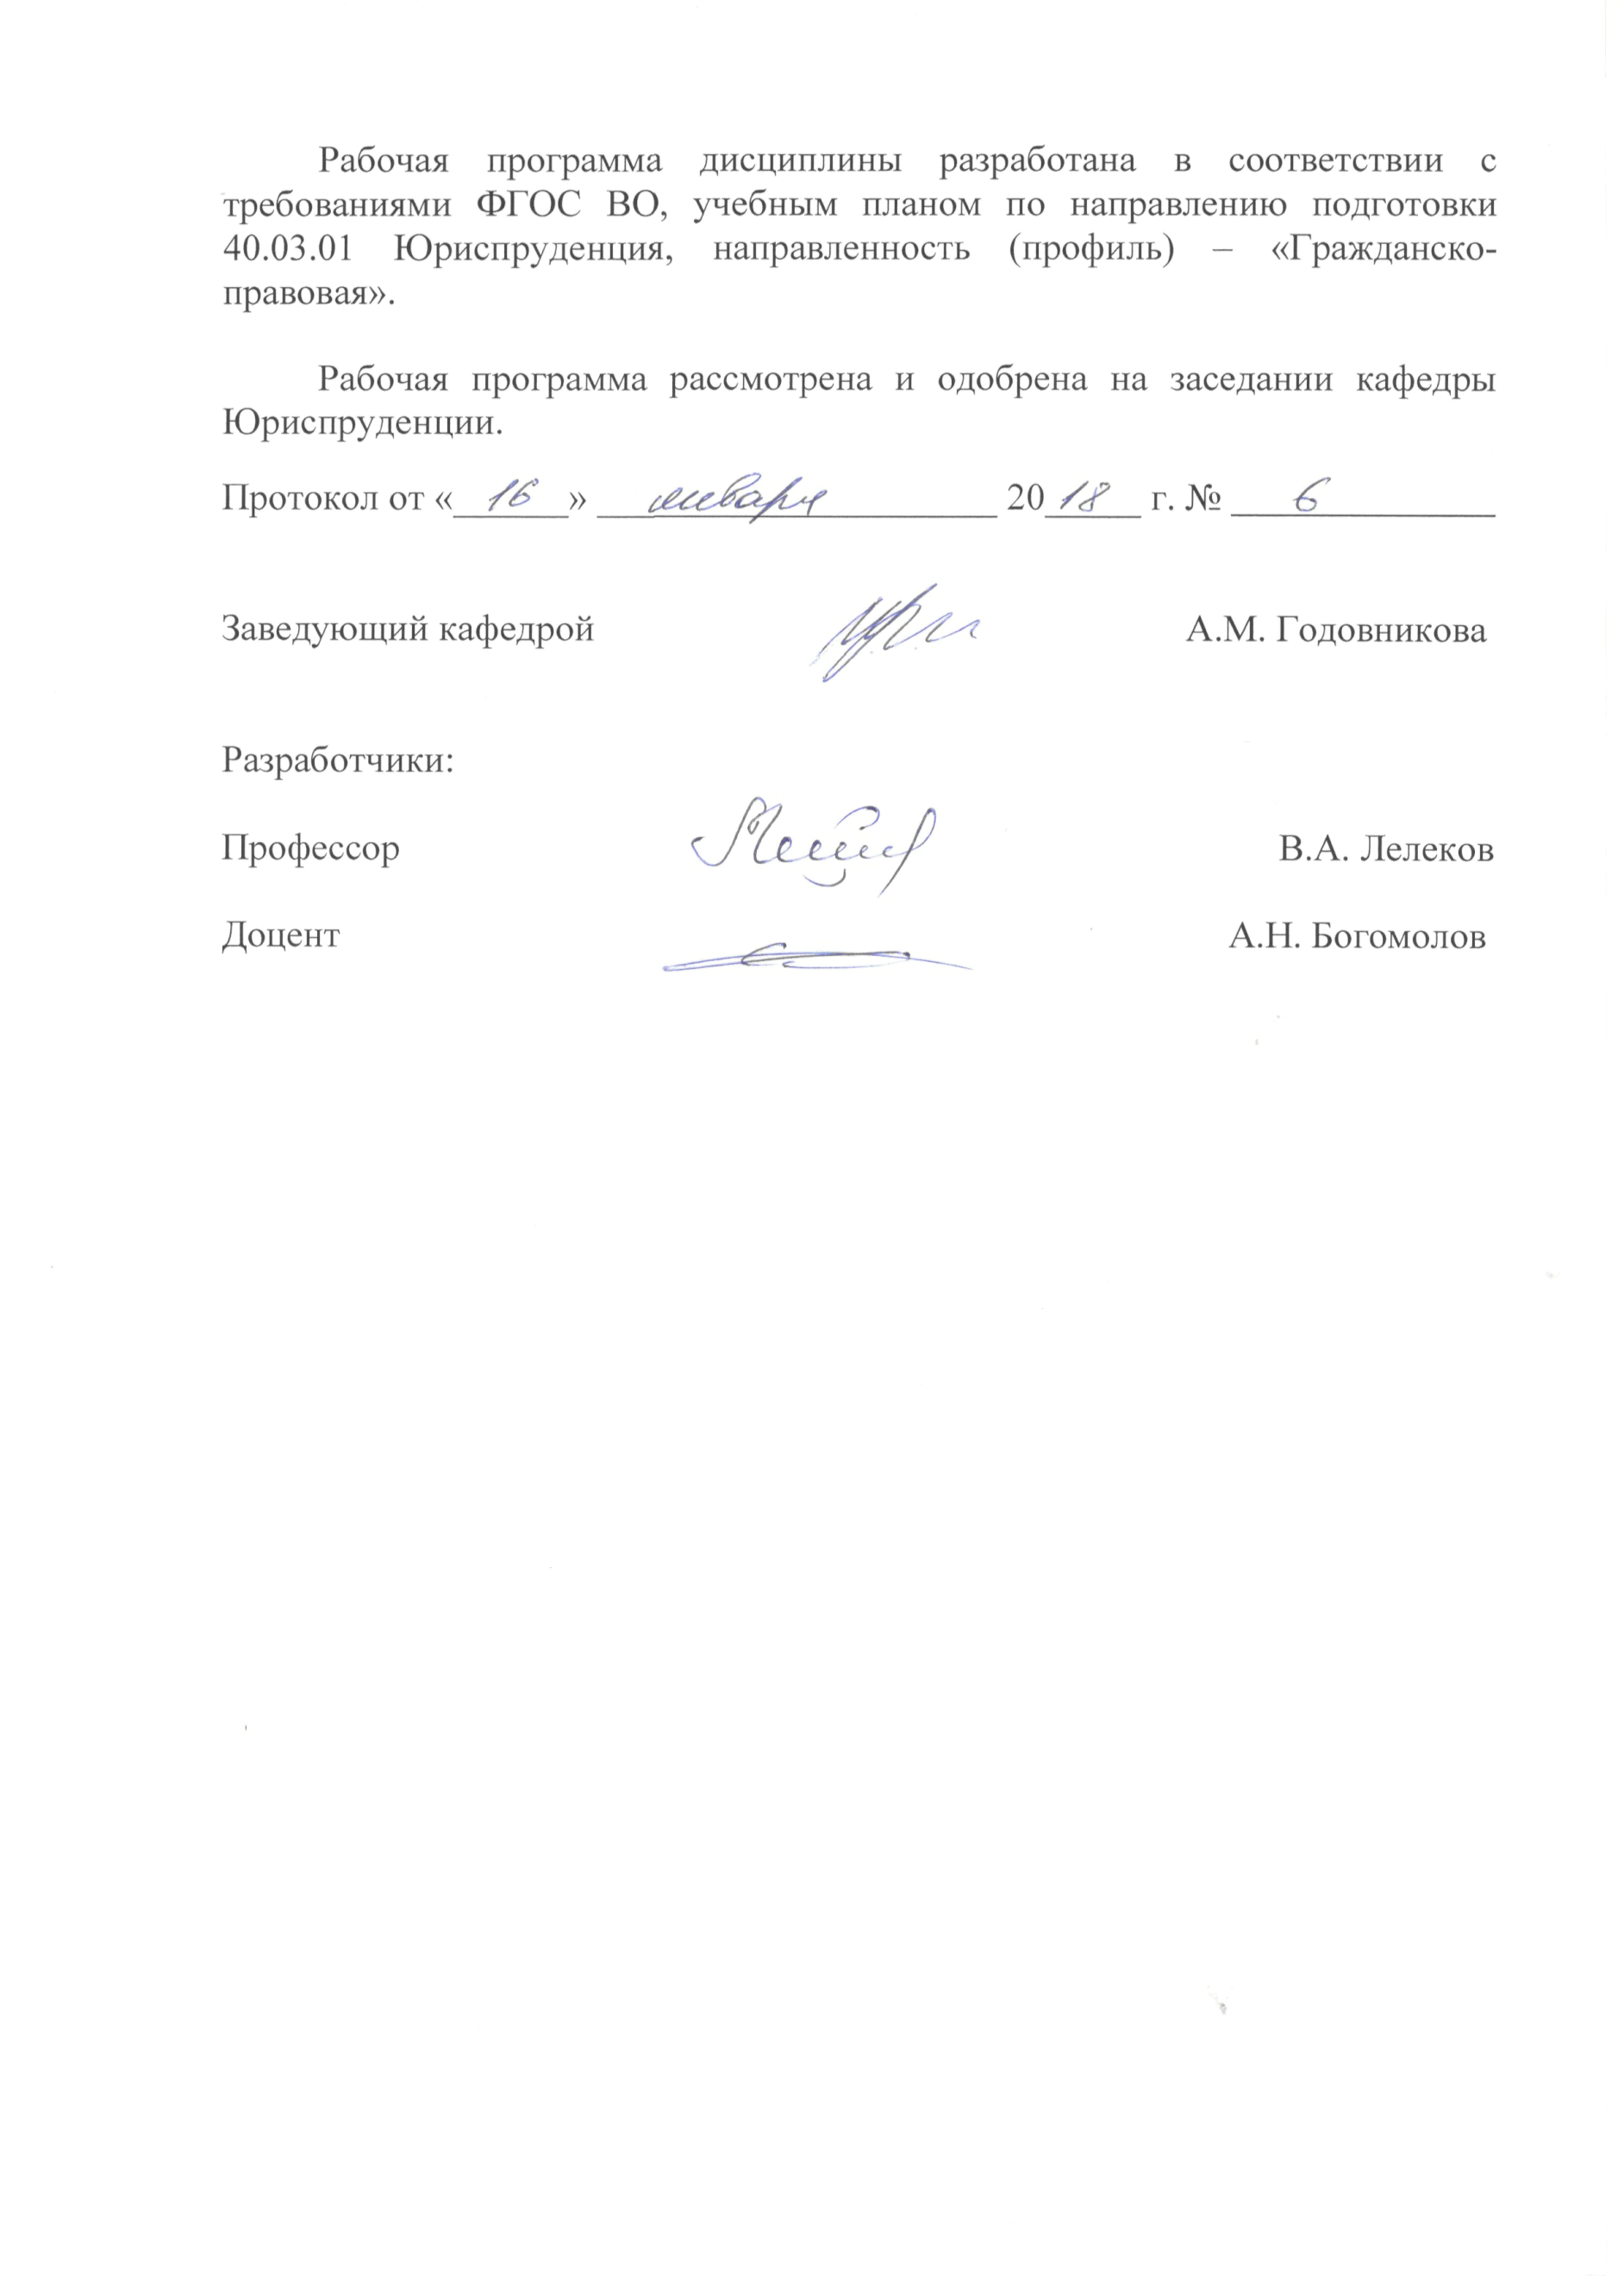 Рабочая программа дисциплины разработана в соответствии с
требованиями ФГОС ВО, учебным планом по направлению подготовки
40.03.01 Юриспруденция, направленность (профиль) – «Гражданско-
правовая».
Рабочая программа рассмотрена и одобрена на заседании кафедры
Юриспруденции.
Протокол от «16» января 2018 г. № 6
Заведующий кафедрой А.М. Годовникова
Разработчики:
Профессор В.А. Лелеков
Доцент А.Н. Богомолов